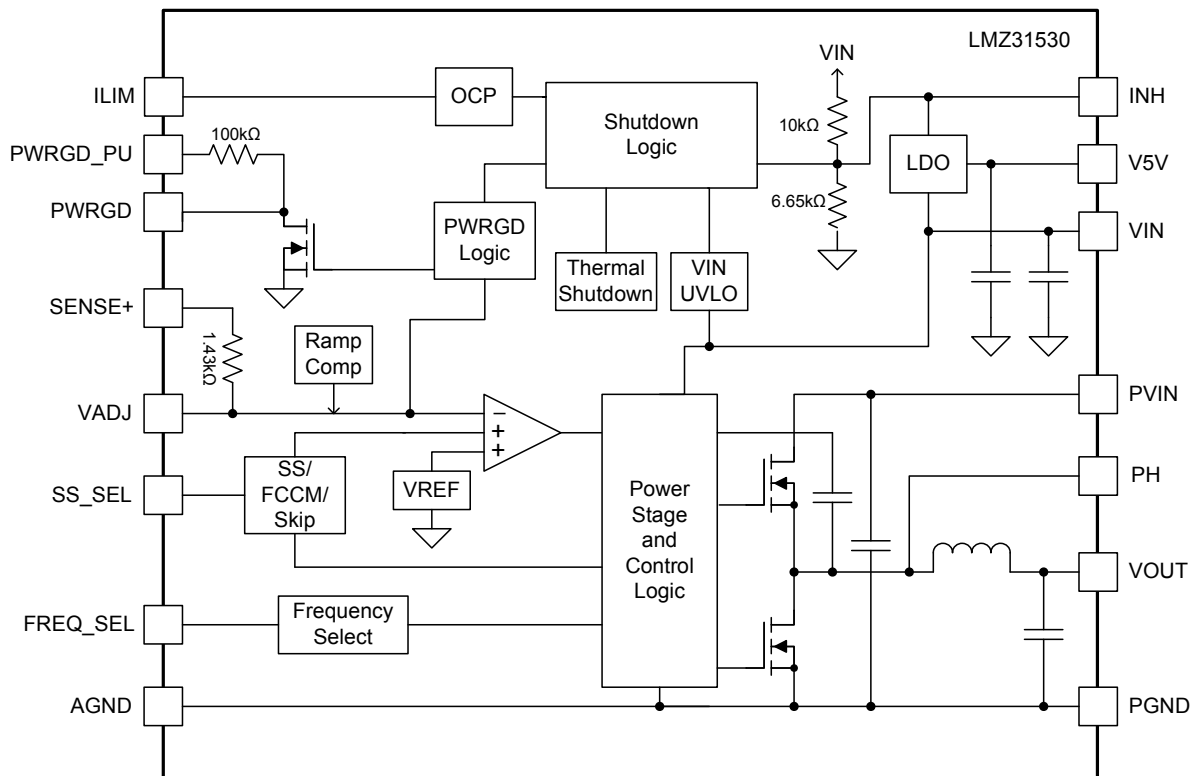 LMZ31530
VIN
ILIM
OCP
Shutdown
Logic
10kΩ
INH
PWRGD_PU
100kΩ
LDO
V5V
PWRGD
PWRGD
Logic
6.65kΩ
VIN
Thermal
Shutdown
VIN
UVLO
SENSE+
1.43kΩ
Ramp
Comp
VADJ
−
+
+
PVIN
SS_SEL
SS/
FCCM/
Skip
VREF
Power
Stage
and
Control
Logic
PH
VOUT
FREQ_SEL
Frequency
Select
AGND
PGND